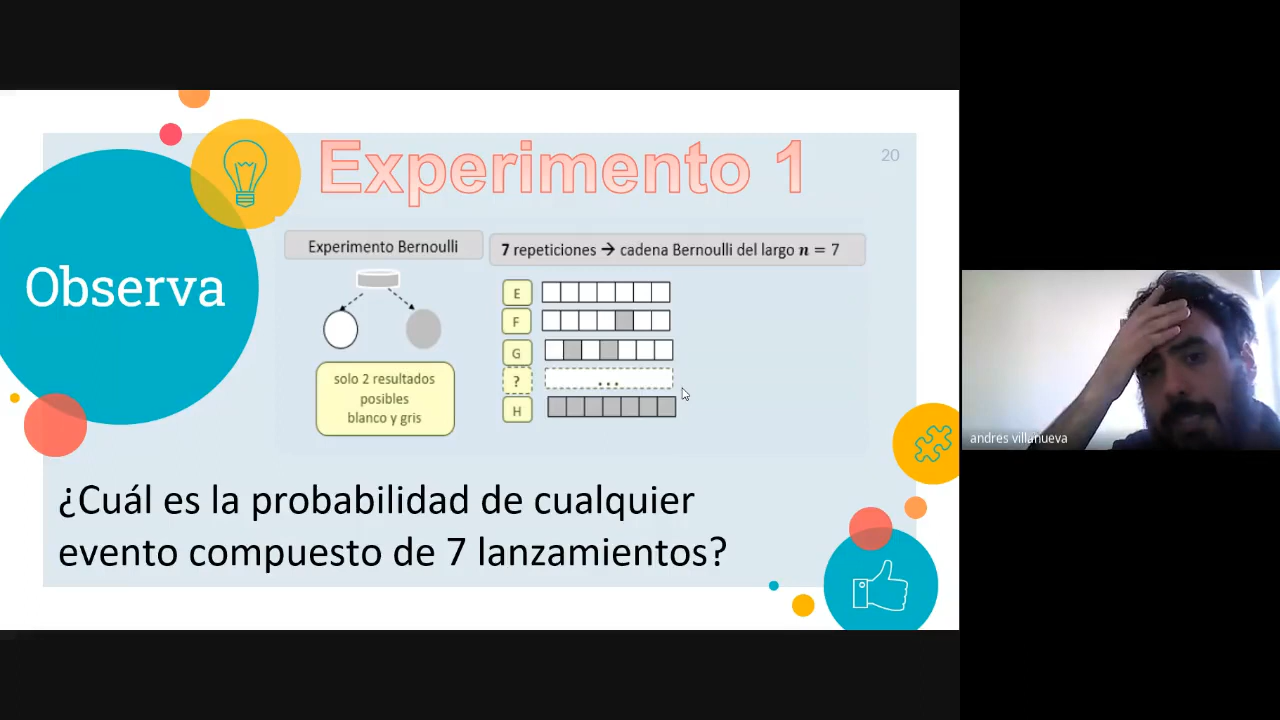 Experimento 1
20
Observa
Experimento Bernoulli
7 repeticiones → cadena Bernoulli del largo n = 7
E
F
G
?
...
H
solo 2 resultados
posibles
blanco y gris
¿Cuál es la probabilidad de cualquier
evento compuesto de 7 lanzamientos?
andres villanueva